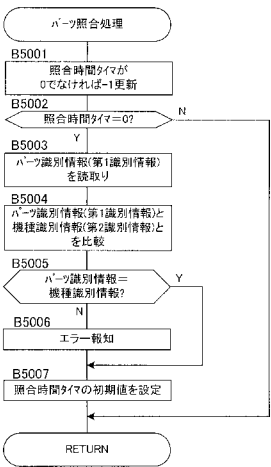 パーツ照合処理
B5001
照合時間タイマが
0でなければ-1更新
B5002
照合時間タイマ=0?
N
Y
B5003
パーツ識別情報(第1識別情報)
を読取り
B5004
パーツ識別情報(第1識別情報)と
機種識別情報(第2識別情報)と
を比較
B5005
パーツ識別情報=
機種識別情報?
Y
N
B5006
エラー報知
B5007
照合時間タイマの初期値を設定
RETURN